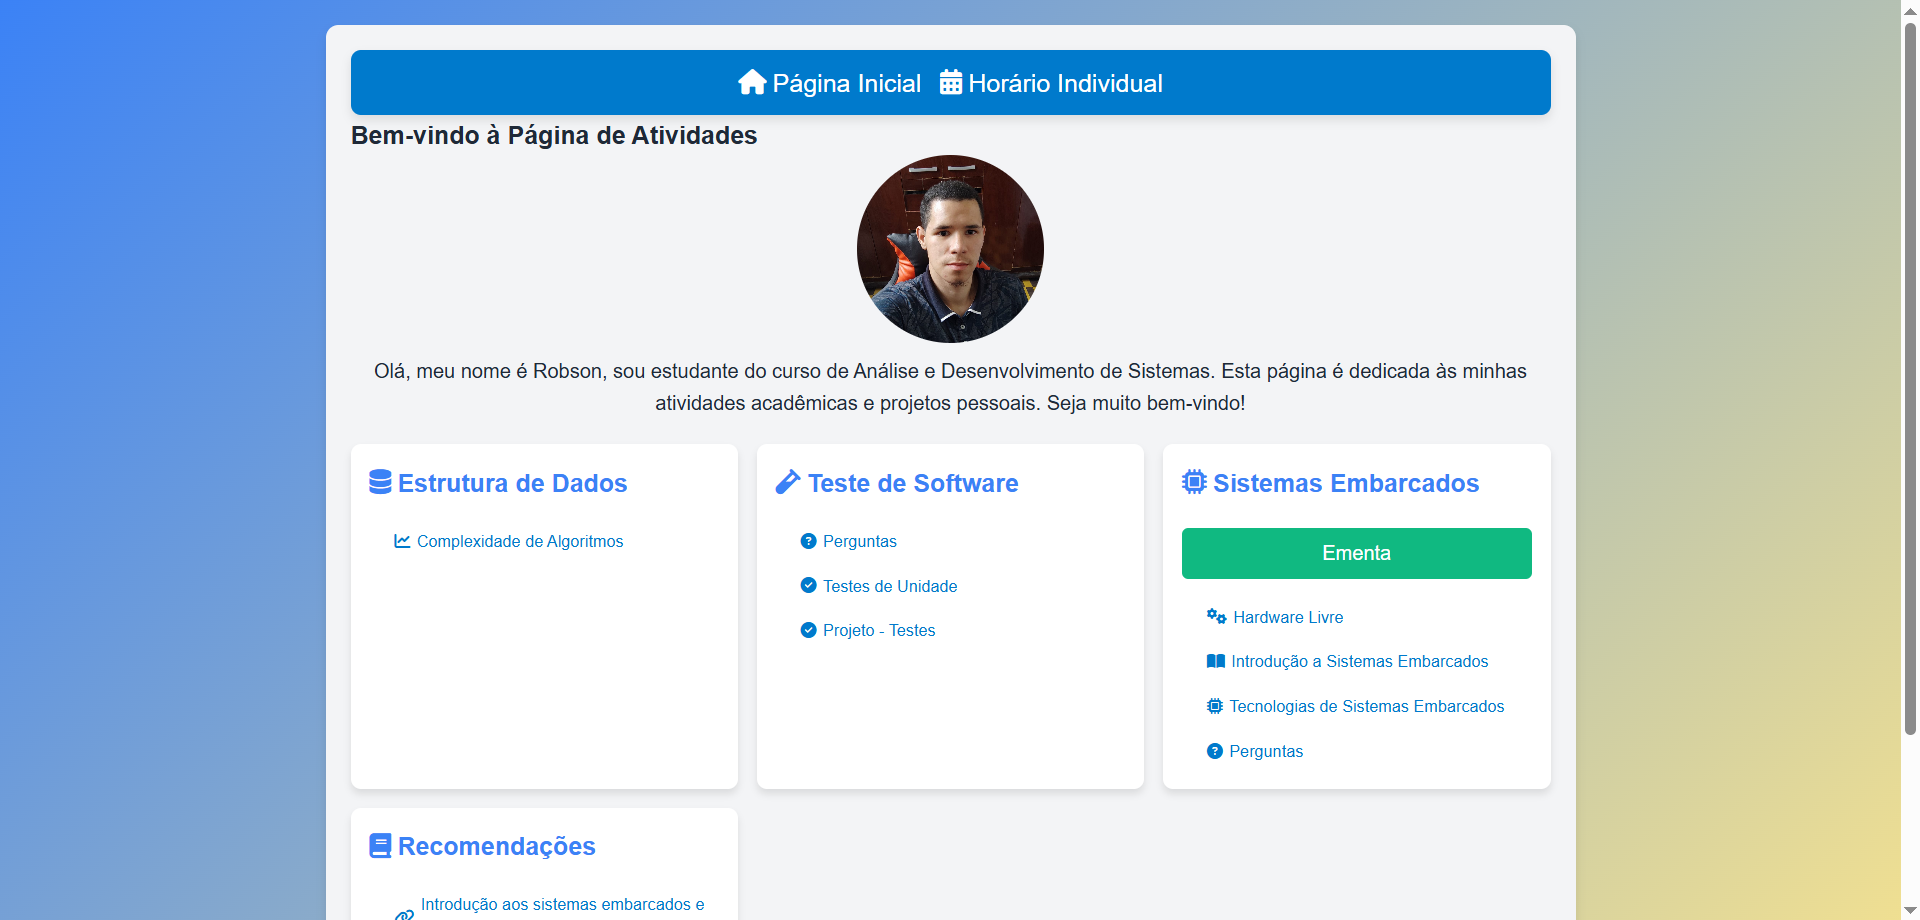 Página Inicial Horário Individual
Bem-vindo à Página de Atividades
Olá, meu nome é Robson, sou estudante do curso de Análise e Desenvolvimento de Sistemas. Esta página é dedicada às minhas
atividades acadêmicas e projetos pessoais. Seja muito bem-vindo!
Estrutura de Dados
Complexidade de Algoritmos
Teste de Software
Perguntas
Testes de Unidade
Projeto - Testes
Sistemas Embarcados
Ementa
Hardware Livre
Introdução a Sistemas Embarcados
Tecnologias de Sistemas Embarcados
Perguntas
Recomendações
Introdução aos sistemas embarcados e